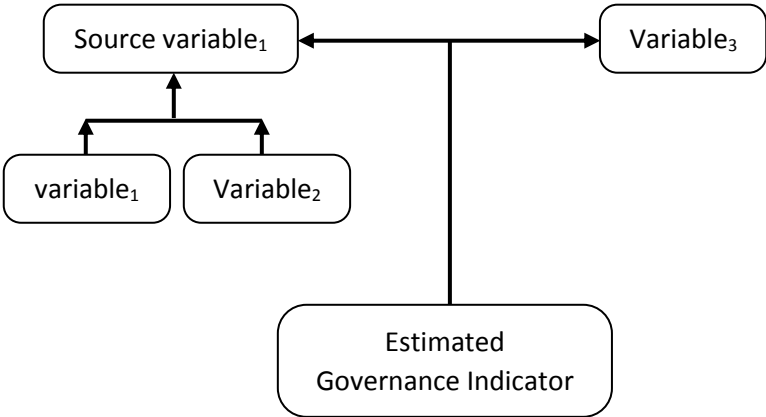 Source variable₁
Variable₃
variable₁
Variable₂
Estimated
Governance Indicator